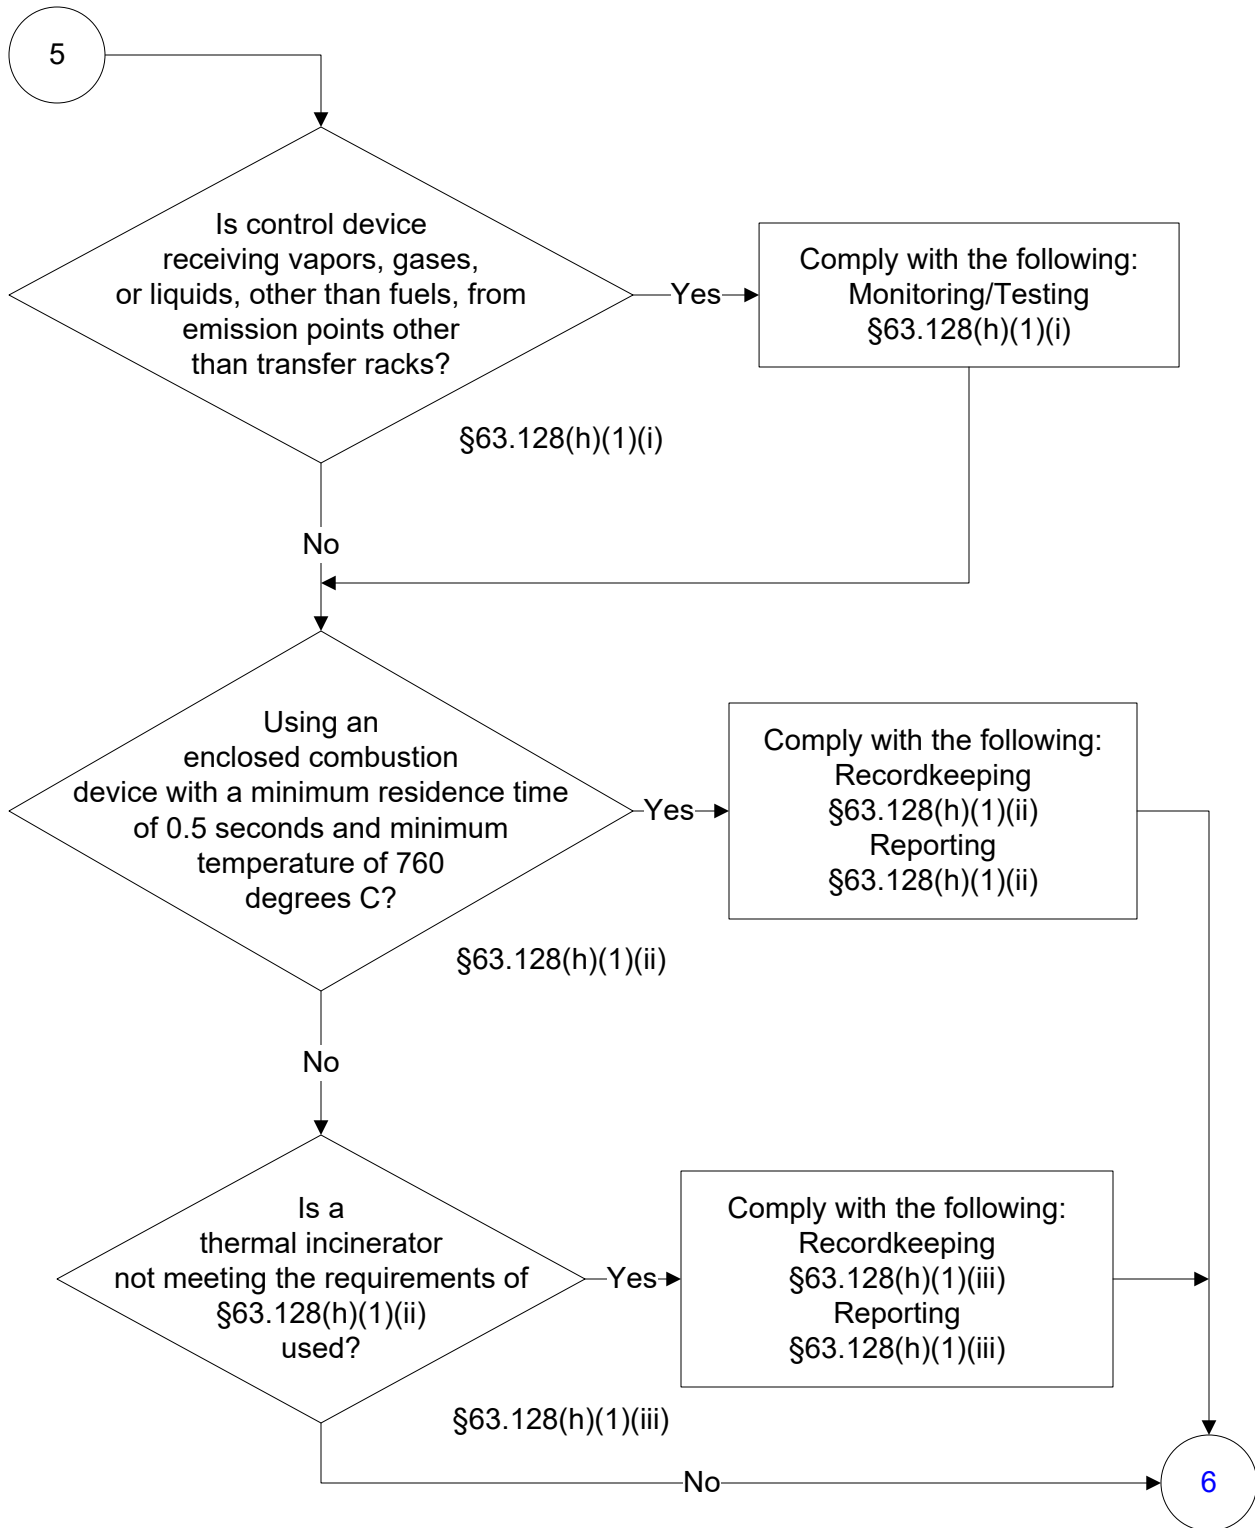 5
Is control device
receiving vapors, gases,
or liquids, other than fuels, from
emission points other
than transfer racks?
Yes
Comply with the following:
Monitoring/Testing
§63.128(h)(1)(i)
§63.128(h)(1)(i)
No
Using an
enclosed combustion
device with a minimum residence time
of 0.5 seconds and minimum
temperature of 760
degrees C?
Yes
Comply with the following:
Recordkeeping
§63.128(h)(1)(ii)
Reporting
§63.128(h)(1)(ii)
§63.128(h)(1)(ii)
No
Is a
thermal incinerator
not meeting the requirements of
§63.128(h)(1)(ii)
used?
Yes
Comply with the following:
Recordkeeping
§63.128(h)(1)(iii)
Reporting
§63.128(h)(1)(iii)
§63.128(h)(1)(iii)
No
6